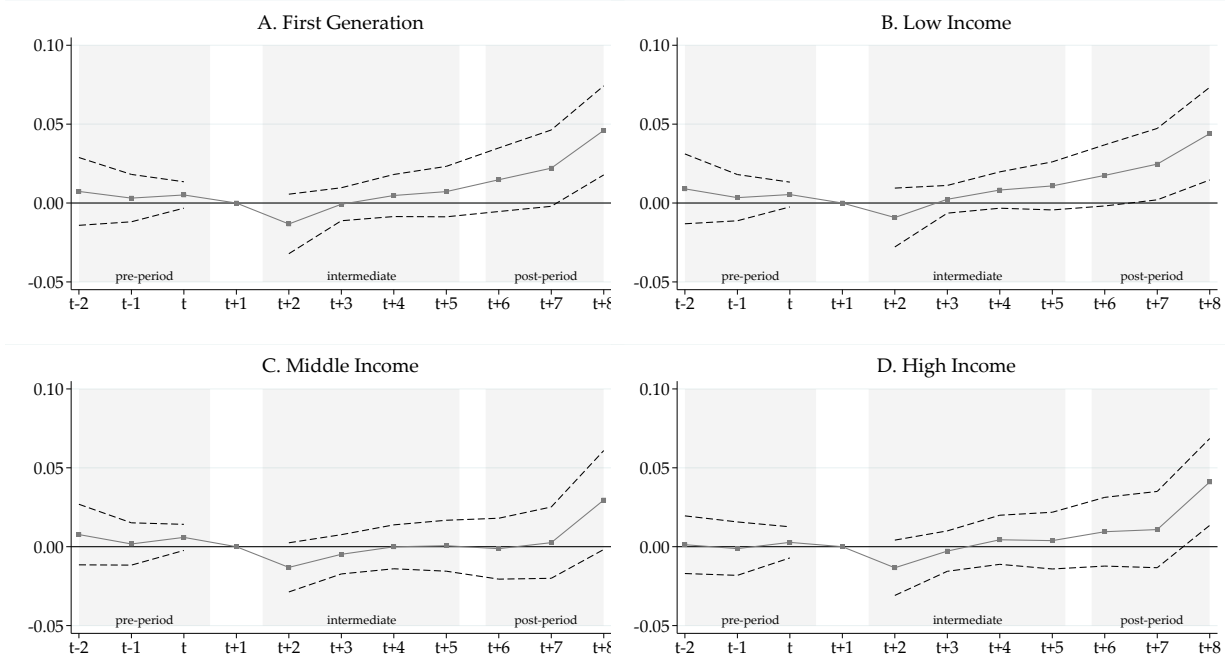 A. First Generation
0.10
0.05
0.00
-0.05
pre-period
intermediate
post-period
t-2 t-1 t t+1 t+2 t+3 t+4 t+5 t+6 t+7 t+8
B. Low Income
0.10
0.05
0.00
-0.05
pre-period
intermediate
post-period
t-2 t-1 t t+1 t+2 t+3 t+4 t+5 t+6 t+7 t+8
C. Middle Income
0.10
0.05
0.00
-0.05
pre-period
intermediate
post-period
t-2 t-1 t t+1 t+2 t+3 t+4 t+5 t+6 t+7 t+8
D. High Income
0.10
0.05
0.00
-0.05
pre-period
intermediate
post-period
t-2 t-1 t t+1 t+2 t+3 t+4 t+5 t+6 t+7 t+8